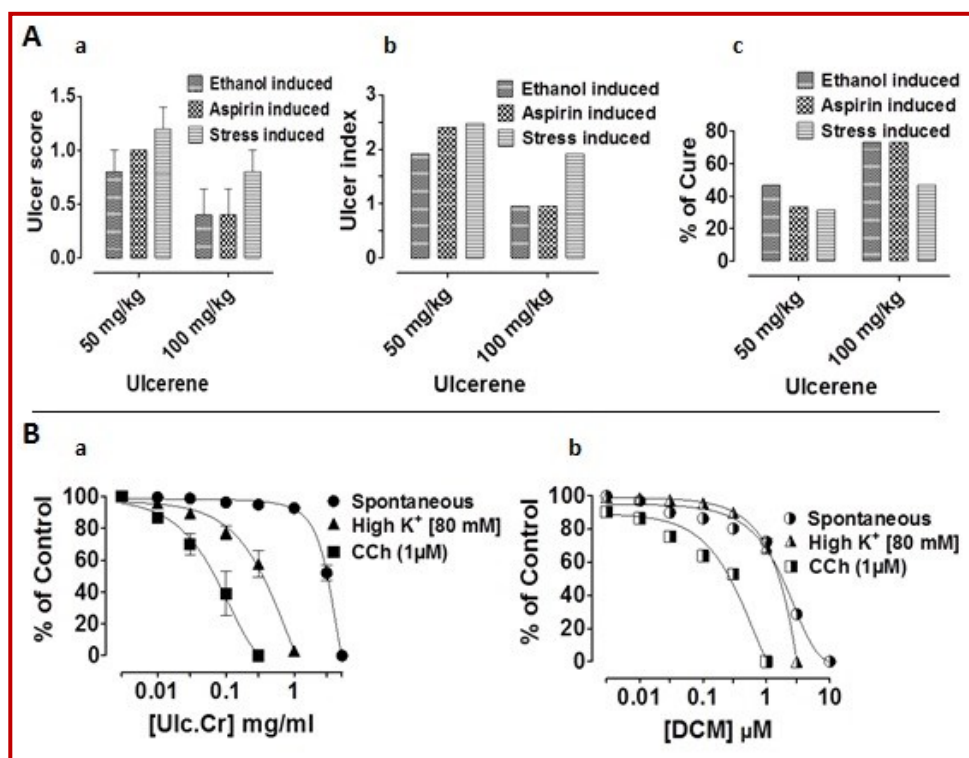 A
a
Ethanol induced
Aspirin induced
Stress induced
Ulcer score
1.5
1.0
0.5
0.0
50 mg/kg
100 mg/kg
Ulcerene
b
Ethanol induced
Aspirin induced
Stress induced
Ulcer index
3
2
1
0
50 mg/kg
100 mg/kg
Ulcerene
c
Ethanol induced
Aspirin induced
Stress induced
% of Cure
80
60
40
20
0
50 mg/kg
100 mg/kg
Ulcerene
B
a
% of Control
100
80
60
40
20
0
Spontaneous
High K⁺ [80 mM]
CCh (1µM)
0.01 0.1 1
[Ulc.Cr] mg/ml
b
% of Control
100
80
60
40
20
0
Spontaneous
High K⁺ [80 mM]
CCh (1µM)
0.01 0.1 1 10
[DCM] µM